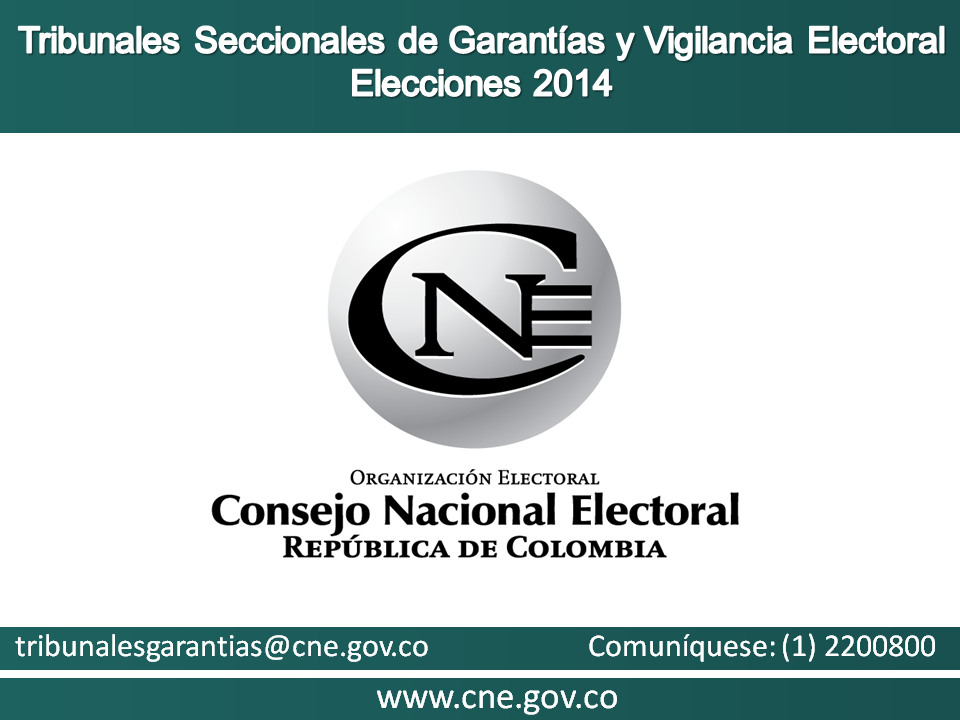 Tribunales Seccionales de Garantías y Vigilancia Electoral
Elecciones 2014
CNE
ORGANIZACIÓN ELECTORAL
Consejo Nacional Electoral
REPÚBLICA DE COLOMBIA
tribunalesgarantias@cne.gov.co Comuníquese: (1) 2200800
www.cne.gov.co